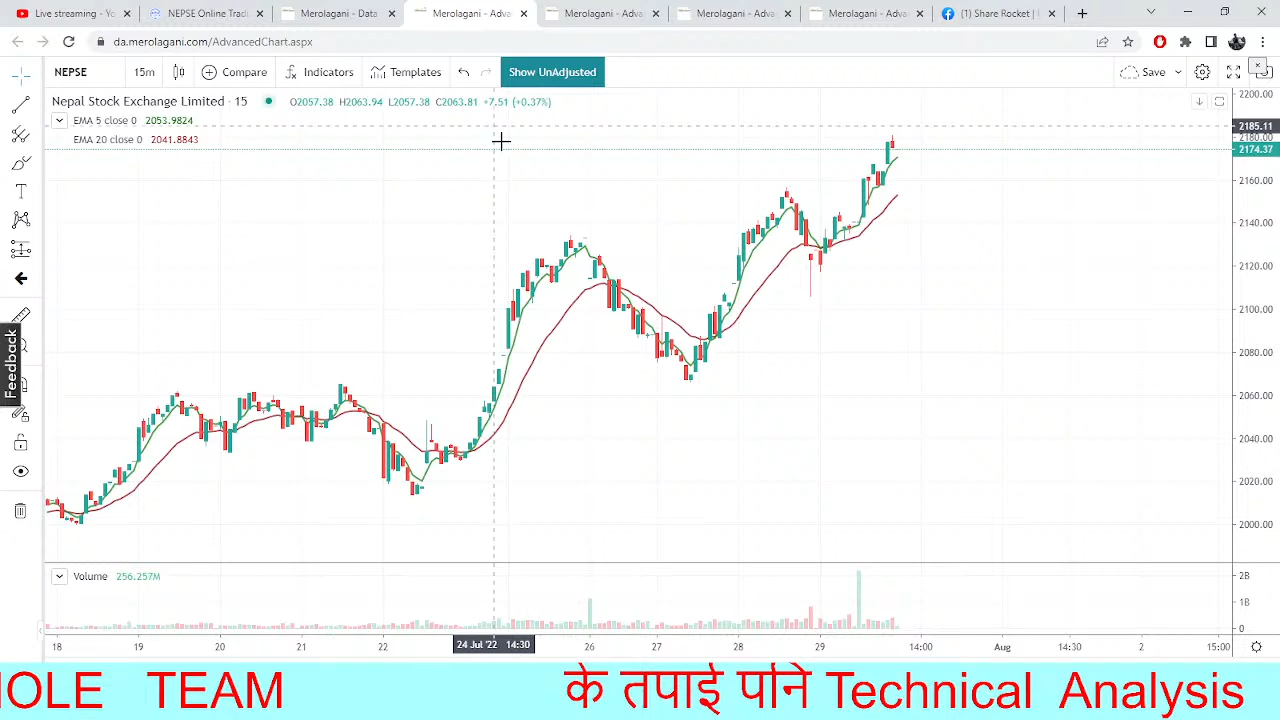 Live streaming - Yo
NEPSE Online Tradi
Merolagani - Data
Merolagani - Adva
Merolagani - Adva
Merolagani - Adva
Merolagani - Adva
(1) Share Rocket | L
da.merolagani.com/AdvancedChart.aspx
NEPSE 15m Compare Indicators Templates Show UnAdjusted Save
Nepal Stock Exchange Limited · 15 O2057.38 H2063.94 L2057.38 C2063.81 +7.51 (+0.37%)
EMA 5 close 0 2053.9824
EMA 20 close 0 2041.8843
2200.00
2185.11
2180.00
2174.37
2160.00
2140.00
2120.00
2100.00
2080.00
2060.00
2040.00
2020.00
2000.00
Feedback
Volume 256.257M
2B
1B
0
18 19 20 21 22 24 Jul '22 14:30 26 27 28 29 14:00 Aug 14:30 2 15:00
HOLE TEAM के तपाई पनि Technical Analysis